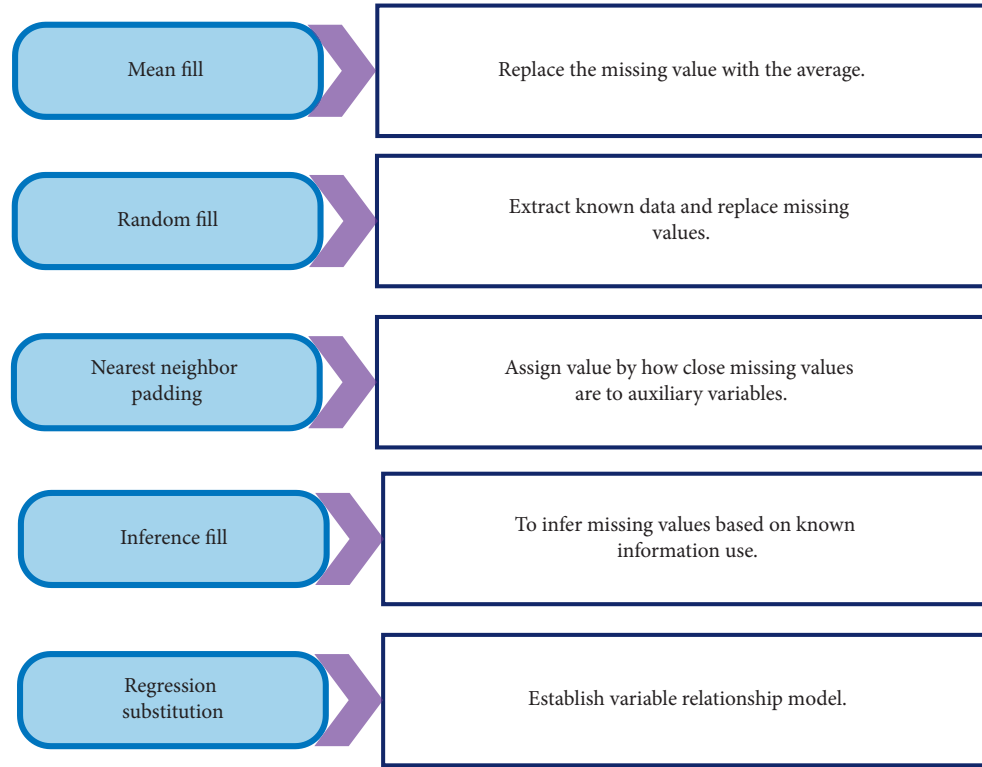 Mean fill
Replace the missing value with the average.
Random fill
Extract known data and replace missing
values.
Nearest neighbor
padding
Assign value by how close missing values
are to auxiliary variables.
Inference fill
To infer missing values based on known
information use.
Regression
substitution
Establish variable relationship model.